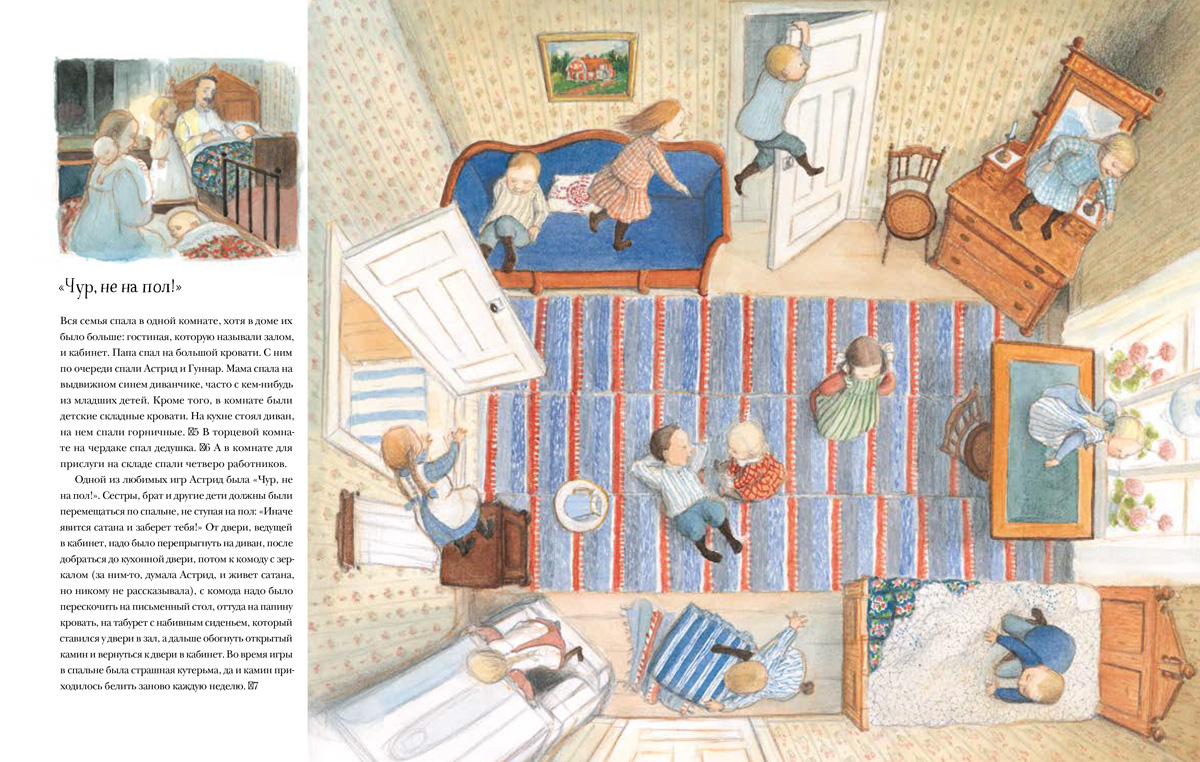 «Чур, не на пол!»
Вся семья спала в одной комнате, хотя в доме их
было больше: гостиная, которую называли залом,
и кабинет. Папа спал на большой кровати. С ним
по очереди спали Астрид и Гуннар. Мама спала на
выдвижном синем диванчике, часто с кем-нибудь
из младших детей. Кроме того, в комнате были
детские складные кровати. На кухне стоял диван,
на нем спали горничные. 5 В торцевой комна-
те на чердаке спал дедушка. 6 А в комнате для
прислуги на складе спали четверо работников.
Одной из любимых игр Астрид была «Чур, не
на пол!». Сестры, брат и другие дети должны были
перемещаться по спальне, не ступая на пол: «Иначе
явится сатана и заберет тебя!» От двери, ведущей
в кабинет, надо было перепрыгнуть на диван, после
добраться до кухонной двери, потом к комоду с зер-
калом (за ним-то, думала Астрид, и живет сатана,
но никому не рассказывала), с комода надо было
перескочить на письменный стол, оттуда на папину
кровать, на табурет с набивным сиденьем, который
ставился у двери в зал, а дальше обогнуть открытый
камин и вернуться к двери в кабинет. Во время игры
в спальне была страшная кутерьма, да и камин при-
ходилось белить заново каждую неделю. 7